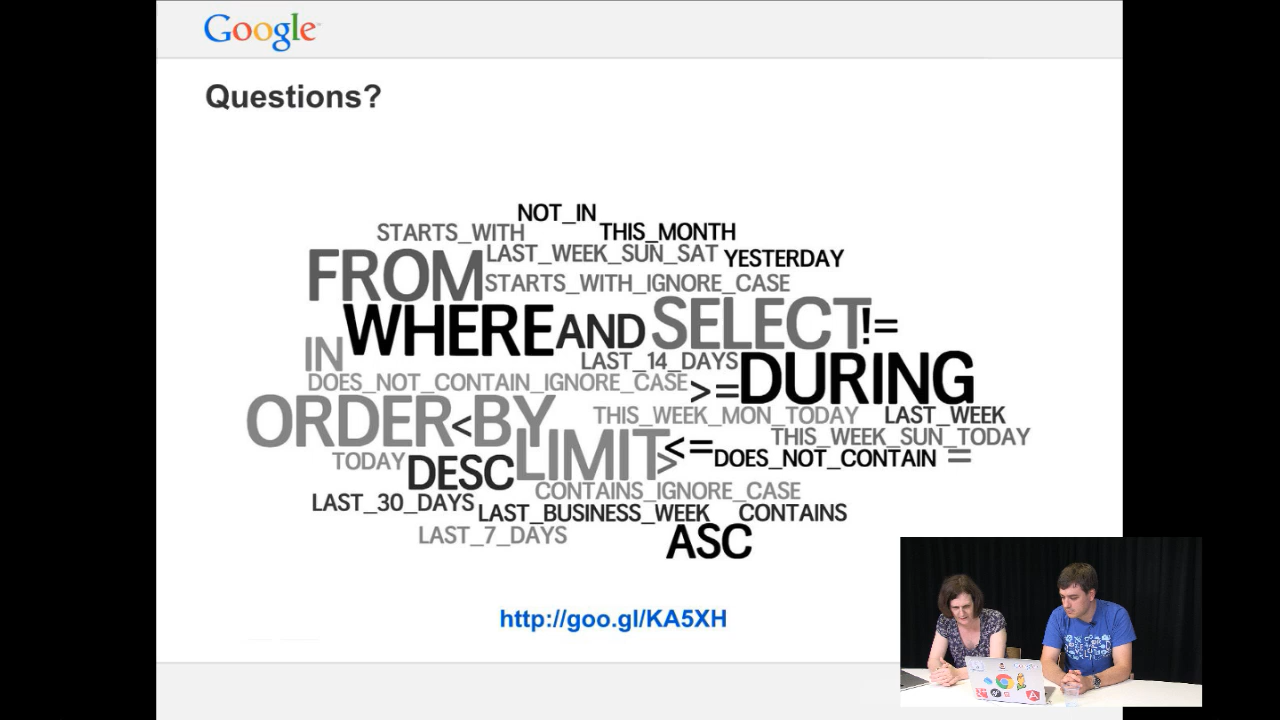 Google
Questions?
NOT_IN
STARTS_WITH THIS_MONTH
LAST_WEEK_SUN_SAT YESTERDAY
FROM STARTS_WITH_IGNORE_CASE
WHERE AND SELECT !=
IN LAST_14_DAYS
DOES_NOT_CONTAIN_IGNORE_CASE >= DURING
ORDER < BY THIS_WEEK_MON_TODAY LAST_WEEK
THIS_WEEK_SUN_TODAY
TODAY DESC LIMIT > <= DOES_NOT_CONTAIN =
CONTAINS_IGNORE_CASE
LAST_30_DAYS LAST_BUSINESS_WEEK CONTAINS
LAST_7_DAYS ASC
http://goo.gl/KA5XH